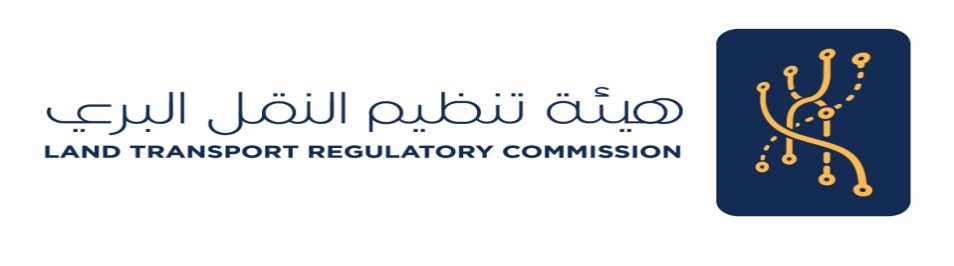 هيئة تنظيم النقل البري
LAND TRANSPORT REGULATORY COMMISSION